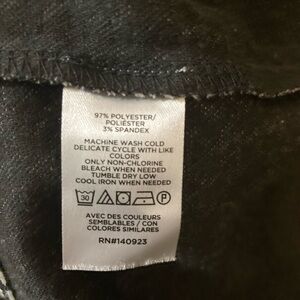 97% POLYESTER/
POLIÉSTER
3% SPANDEX
MACHINE WASH COLD
DELICATE CYCLE WITH LIKE
COLORS
ONLY NON-CHLORINE
BLEACH WHEN NEEDED
TUMBLE DRY LOW
COOL IRON WHEN NEEDED
30 P
AVEC DES COULEURS
SEMBLABLES / CON
COLORES SIMILARES
RN#140923